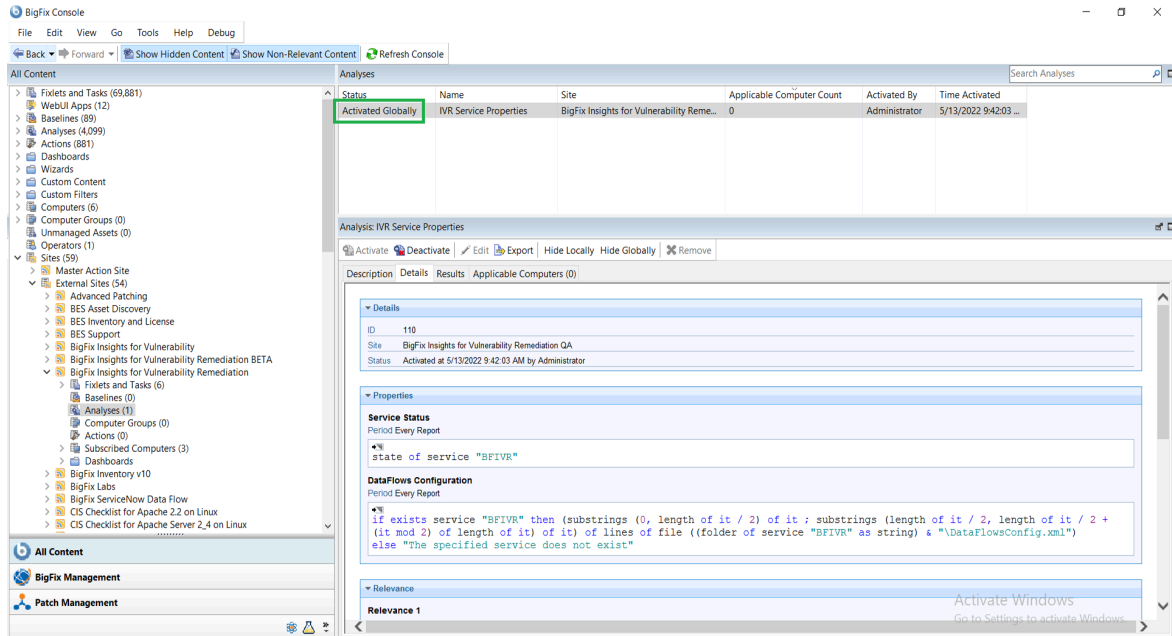 BigFix Console
File Edit View Go Tools Help Debug
Back Forward Show Hidden Content Show Non-Relevant Content Refresh Console
All Content
Fixlets and Tasks (69,881)
WebUI Apps (12)
Baselines (89)
Analyses (4,099)
Actions (881)
Dashboards
Wizards
Custom Content
Custom Filters
Computers (6)
Computer Groups (0)
Unmanaged Assets (0)
Operators (1)
Sites (59)
Master Action Site
External Sites (54)
Advanced Patching
BES Asset Discovery
BES Inventory and License
BES Support
BigFix Insights for Vulnerability
BigFix Insights for Vulnerability Remediation BETA
BigFix Insights for Vulnerability Remediation
Fixlets and Tasks (6)
Baselines (0)
Analyses (1)
Computer Groups (0)
Actions (0)
Subscribed Computers (3)
Dashboards
BigFix Inventory v10
BigFix Labs
BigFix ServiceNow Data Flow
CIS Checklist for Apache 2.2 on Linux
CIS Checklist for Apache Server 2_4 on Linux
All Content
BigFix Management
Patch Management
Analyses
Search Analyses
Status Name Site Applicable Computer Count Activated By Time Activated
Activated Globally IVR Service Properties BigFix Insights for Vulnerability Reme... 0 Administrator 5/13/2022 9:42:03 ...
Analysis: IVR Service Properties
Activate Deactivate Edit Export Hide Locally Hide Globally Remove
Description Details Results Applicable Computers (0)
Details
ID 110
Site BigFix Insights for Vulnerability Remediation QA
Status Activated at 5/13/2022 9:42:03 AM by Administrator
Properties
Service Status
Period Every Report
state of service "BFIVR"
DataFlows Configuration
Period Every Report
if exists service "BFIVR" then (substrings (0, length of it / 2) of it ; substrings (length of it / 2, length of it / 2 +
(it mod 2) of length of it) of it) of lines of file ((folder of service "BFIVR" as string) & "\DataFlowsConfig.xml")
else "The specified service does not exist"
Relevance
Relevance 1
Activate Windows
Go to Settings to activate Windows.